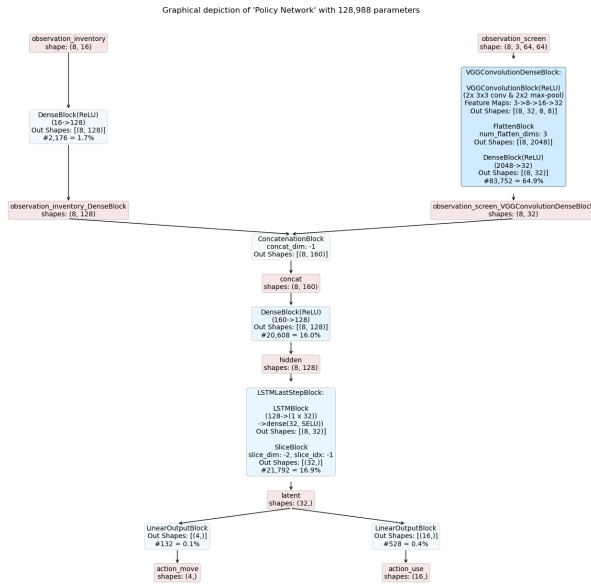 Graphical depiction of 'Policy Network' with 128,988 parameters
observation_inventory
shape: (8, 16)
observation_screen
shape: (8, 3, 64, 64)
VGGConvolutionDenseBlock:
VGGConvolutionBlock(ReLU)
(2x 3x3 conv & 2x2 max-pool)
Feature Maps: 3->8->16->32
Out Shapes: [(8, 32, 8, 8)]
FlattenBlock
num_flatten_dims: 3
Out Shapes: [(8, 2048)]
DenseBlock(ReLU)
(2048->32)
Out Shapes: [(8, 32)]
#83,752 = 64.9%
DenseBlock(ReLU)
(16->128)
Out Shapes: [(8, 128)]
#2,176 = 1.7%
observation_inventory_DenseBlock
shapes: (8, 128)
observation_screen_VGGConvolutionDenseBlock
shapes: (8, 32)
ConcatenationBlock
concat_dim: -1
Out Shapes: [(8, 160)]
concat
shapes: (8, 160)
DenseBlock(ReLU)
(160->128)
Out Shapes: [(8, 128)]
#20,608 = 16.0%
hidden
shapes: (8, 128)
LSTMLastStepBlock:
LSTMBlock
(128->(1 x 32))
->dense(32, SELU))
Out Shapes: [(8, 32)]
SliceBlock
slice_dim: -2, slice_idx: -1
Out Shapes: [(32,)]
#21,792 = 16.9%
latent
shapes: (32,)
LinearOutputBlock
Out Shapes: [(4,)]
#132 = 0.1%
LinearOutputBlock
Out Shapes: [(16,)]
#528 = 0.4%
action_move
shapes: (4,)
action_use
shapes: (16,)